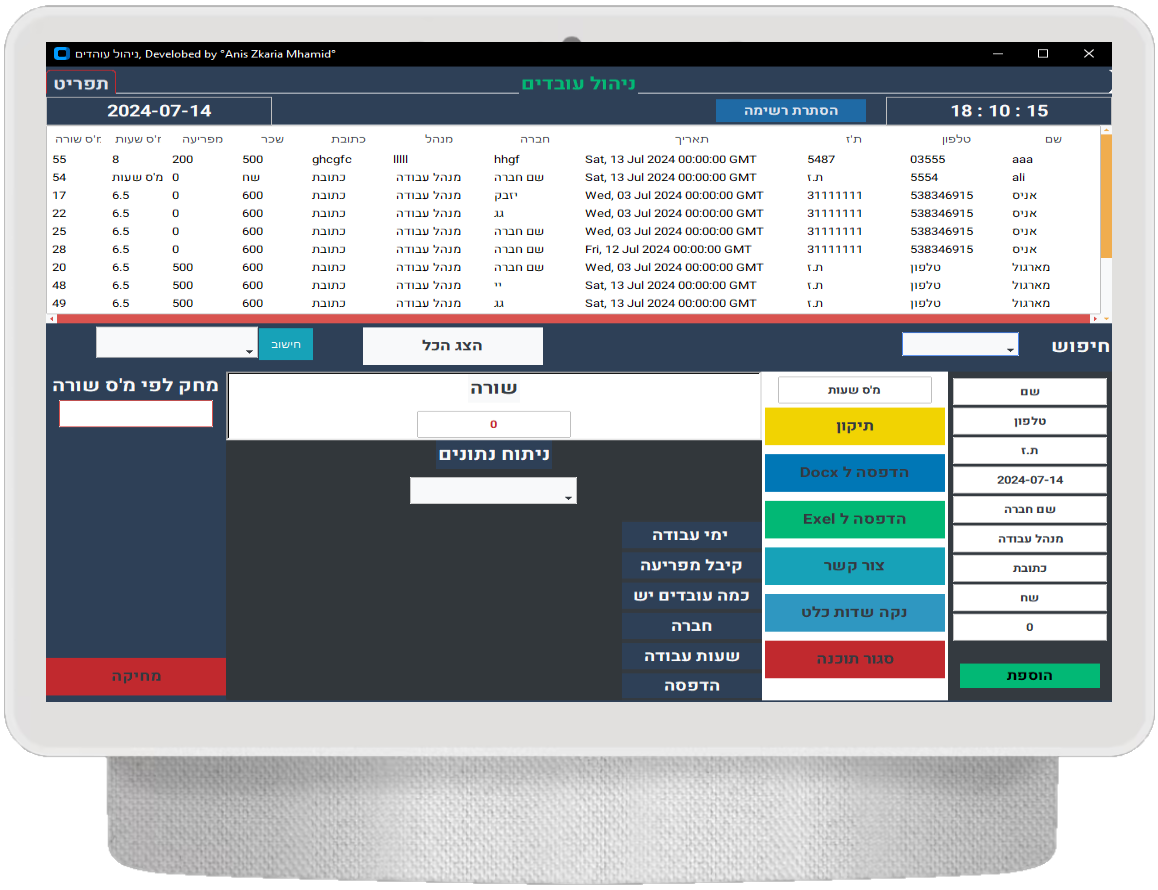 ניהול עוהדים, Develobed by °Anis Zkaria Mhamid°
תפריט
ניהול עובדים
18 : 10 : 15
הסתרת רשימה
2024-07-14
שם טלפון ת'ז תאריך חברה מנהל כתובת שכר מפריעה מ'ס שעות מ'ס שורה
55 8 200 500 ghcgfc lllll hhgf Sat, 13 Jul 2024 00:00:00 GMT 5487 03555 aaa
54 מ'ס שעות 0 שח כתובת מנהל עבודה שם חברה Sat, 13 Jul 2024 00:00:00 GMT ת.ז 5554 ali
17 6.5 0 600 כתובת מנהל עבודה יזבק Wed, 03 Jul 2024 00:00:00 GMT 31111111 538346915 אניס
22 6.5 0 600 כתובת מנהל עבודה גג Wed, 03 Jul 2024 00:00:00 GMT 31111111 538346915 אניס
25 6.5 0 600 כתובת מנהל עבודה שם חברה Wed, 03 Jul 2024 00:00:00 GMT 31111111 538346915 אניס
28 6.5 0 600 כתובת מנהל עבודה שם חברה Fri, 12 Jul 2024 00:00:00 GMT 31111111 538346915 אניס
20 6.5 500 600 כתובת מנהל עבודה שם חברה Wed, 03 Jul 2024 00:00:00 GMT ת.ז טלפון מארגול
48 6.5 500 600 כתובת מנהל עבודה יי Sat, 13 Jul 2024 00:00:00 GMT ת.ז טלפון מארגול
49 6.5 500 600 כתובת מנהל עבודה גג Sat, 13 Jul 2024 00:00:00 GMT ת.ז טלפון מארגול
חיפוש
הצג הכל
חישוב
שם
טלפון
ת.ז
2024-07-14
שם חברה
מנהל עבודה
כתובת
שח
0
הוספת
מ'ס שעות
תיקון
הדפסה ל Docx
הדפסה ל Exel
צור קשר
נקה שדות כלט
סגור תוכנה
שורה
0
ניתוח נתונים
ימי עבודה
קיבל מפריעה
כמה עובדים יש
חברה
שעות עבודה
הדפסה
מחק לפי מ'ס שורה
מחיקה